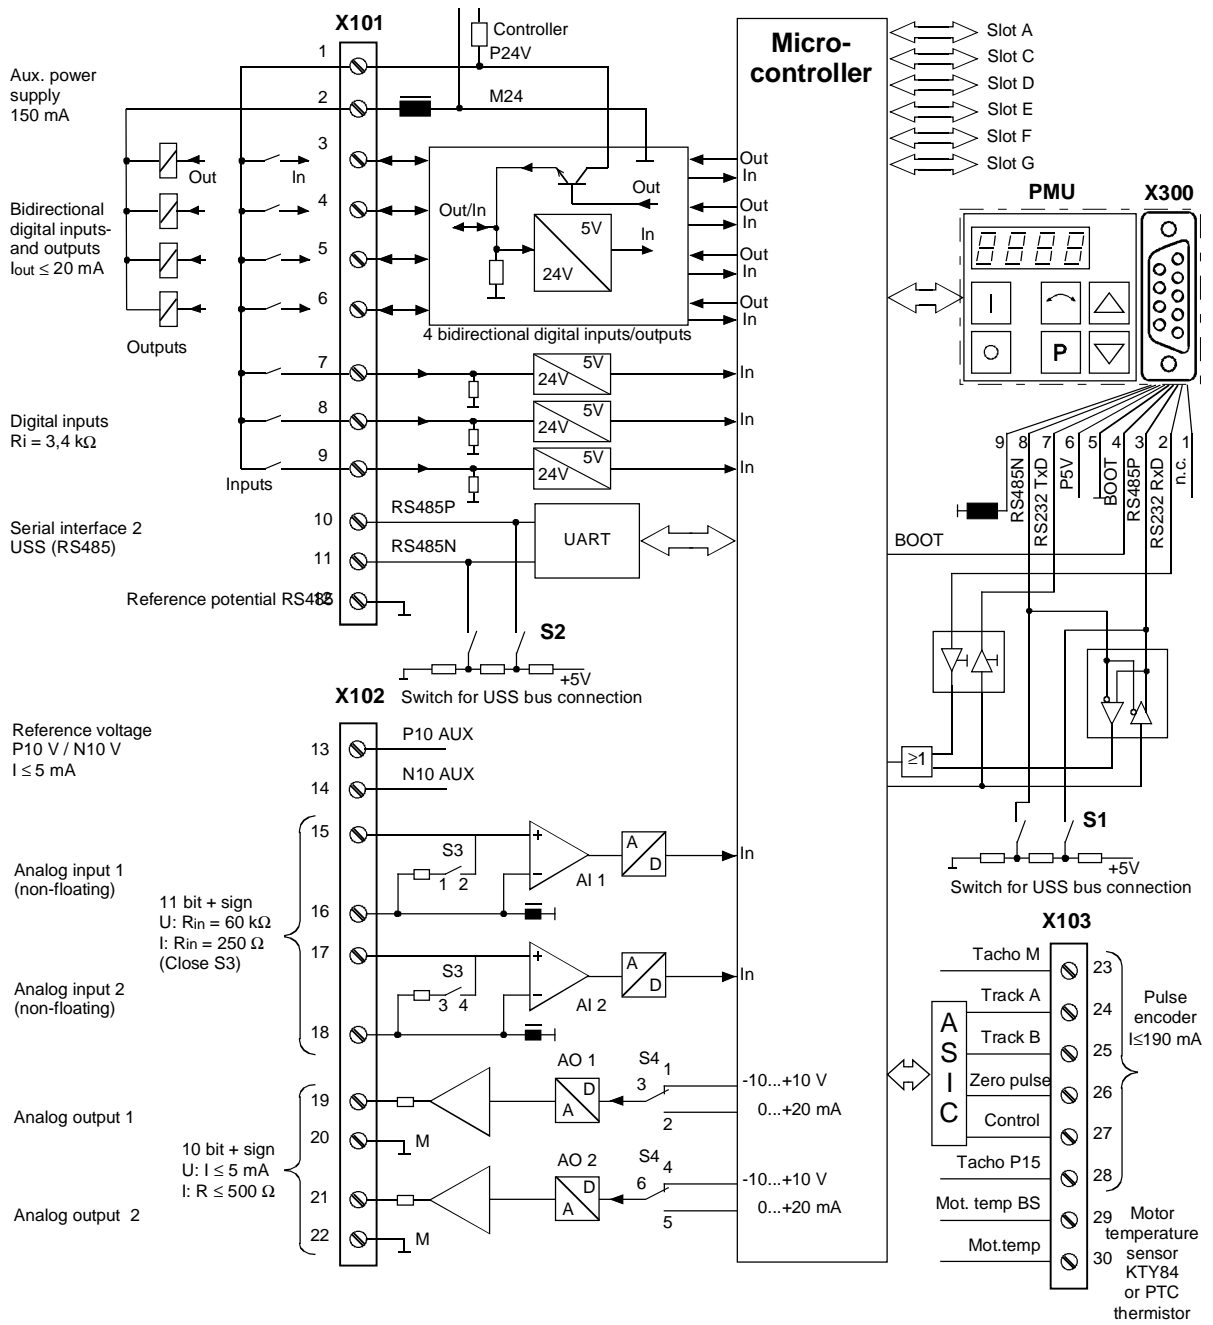 X101
Controller
P24V
Micro-
controller
Slot A
Slot C
Slot D
Slot E
Slot F
Slot G
1
Aux. power
supply
150 mA
2
M24
3
Out
In
Out
In
4
Out/In
Out
In
5V
24V
Out
In
Bidirectional
digital inputs-
and outputs
Iout ≤ 20 mA
5
Out
In
6
Out
In
Outputs
4 bidirectional digital inputs/outputs
PMU
X300
8888
P
7
5V
24V
In
Digital inputs
Ri = 3,4 kΩ
8
5V
24V
In
9
5V
24V
In
Inputs
9 8 7 6 5 4 3 2 1
RS485N
RS232 TxD
P5V
BOOT
RS485P
RS232 RxD
n.c.
Serial interface 2
USS (RS485)
10
RS485P
UART
11
RS485N
BOOT
Reference potential RS485
12
S2
+5V
Switch for USS bus connection
≥1
S1
+5V
Switch for USS bus connection
X102
Reference voltage
P10 V / N10 V
I ≤ 5 mA
13
P10 AUX
14
N10 AUX
15
S3
1 2
+
−
AI 1
A
D
In
Analog input 1
(non-floating)
11 bit + sign
U: Rin = 60 kΩ
I: Rin = 250 Ω
(Close S3)
16
17
S3
3 4
+
−
AI 2
A
D
In
Analog input 2
(non-floating)
18
AO 1
D
A
S4
1
3
2
-10...+10 V
0...+20 mA
19
Analog output 1
20
M
10 bit + sign
U: I ≤ 5 mA
I: R ≤ 500 Ω
AO 2
D
A
S4
4
6
5
-10...+10 V
0...+20 mA
21
Analog output 2
22
M
X103
Tacho M
23
Track A
24
Track B
25
Zero pulse
26
Control
27
Tacho P15
28
Mot. temp BS
29
Mot.temp
30
A
S
I
C
Pulse
encoder
I≤190 mA
Motor
temperature
sensor
KTY84
or PTC
thermistor